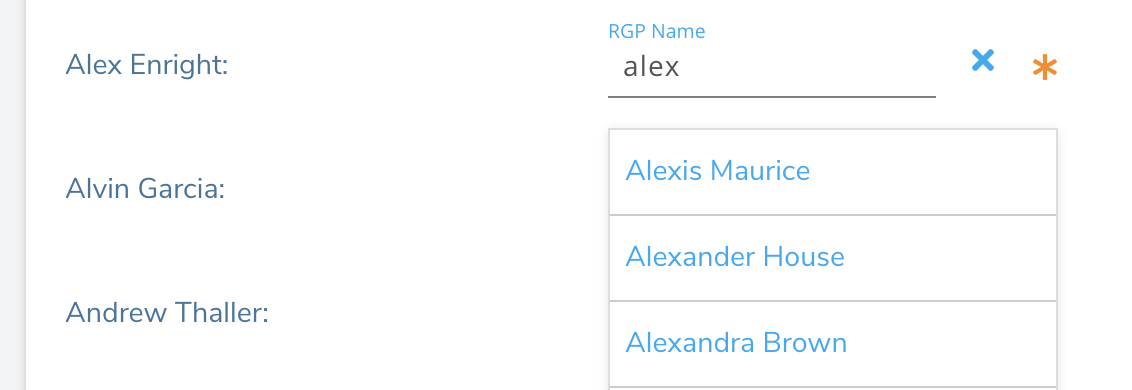 RGP Name
Alex Enright:
alex
Alvin Garcia:
Alexis Maurice
Alexander House
Andrew Thaller:
Alexandra Brown